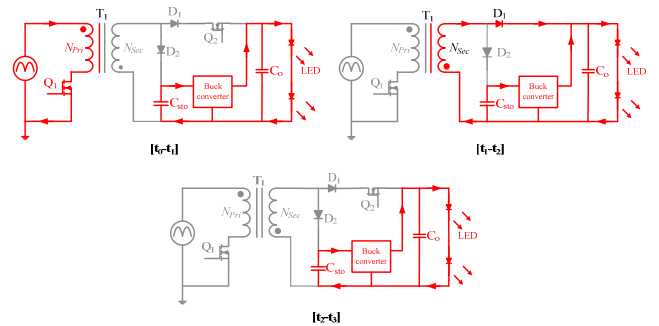 T1
D1
NPri
NSec
D2
Q2
Q1
Buck
converter
Csto
Co
LED
[t0-t1]
T1
D1
NPri
NSec
D2
Buck
converter
Csto
Co
LED
[t1-t2]
T1
D1
NPri
NSec
D2
Q2
Q1
Buck
converter
Csto
Co
LED
[t2-t3]